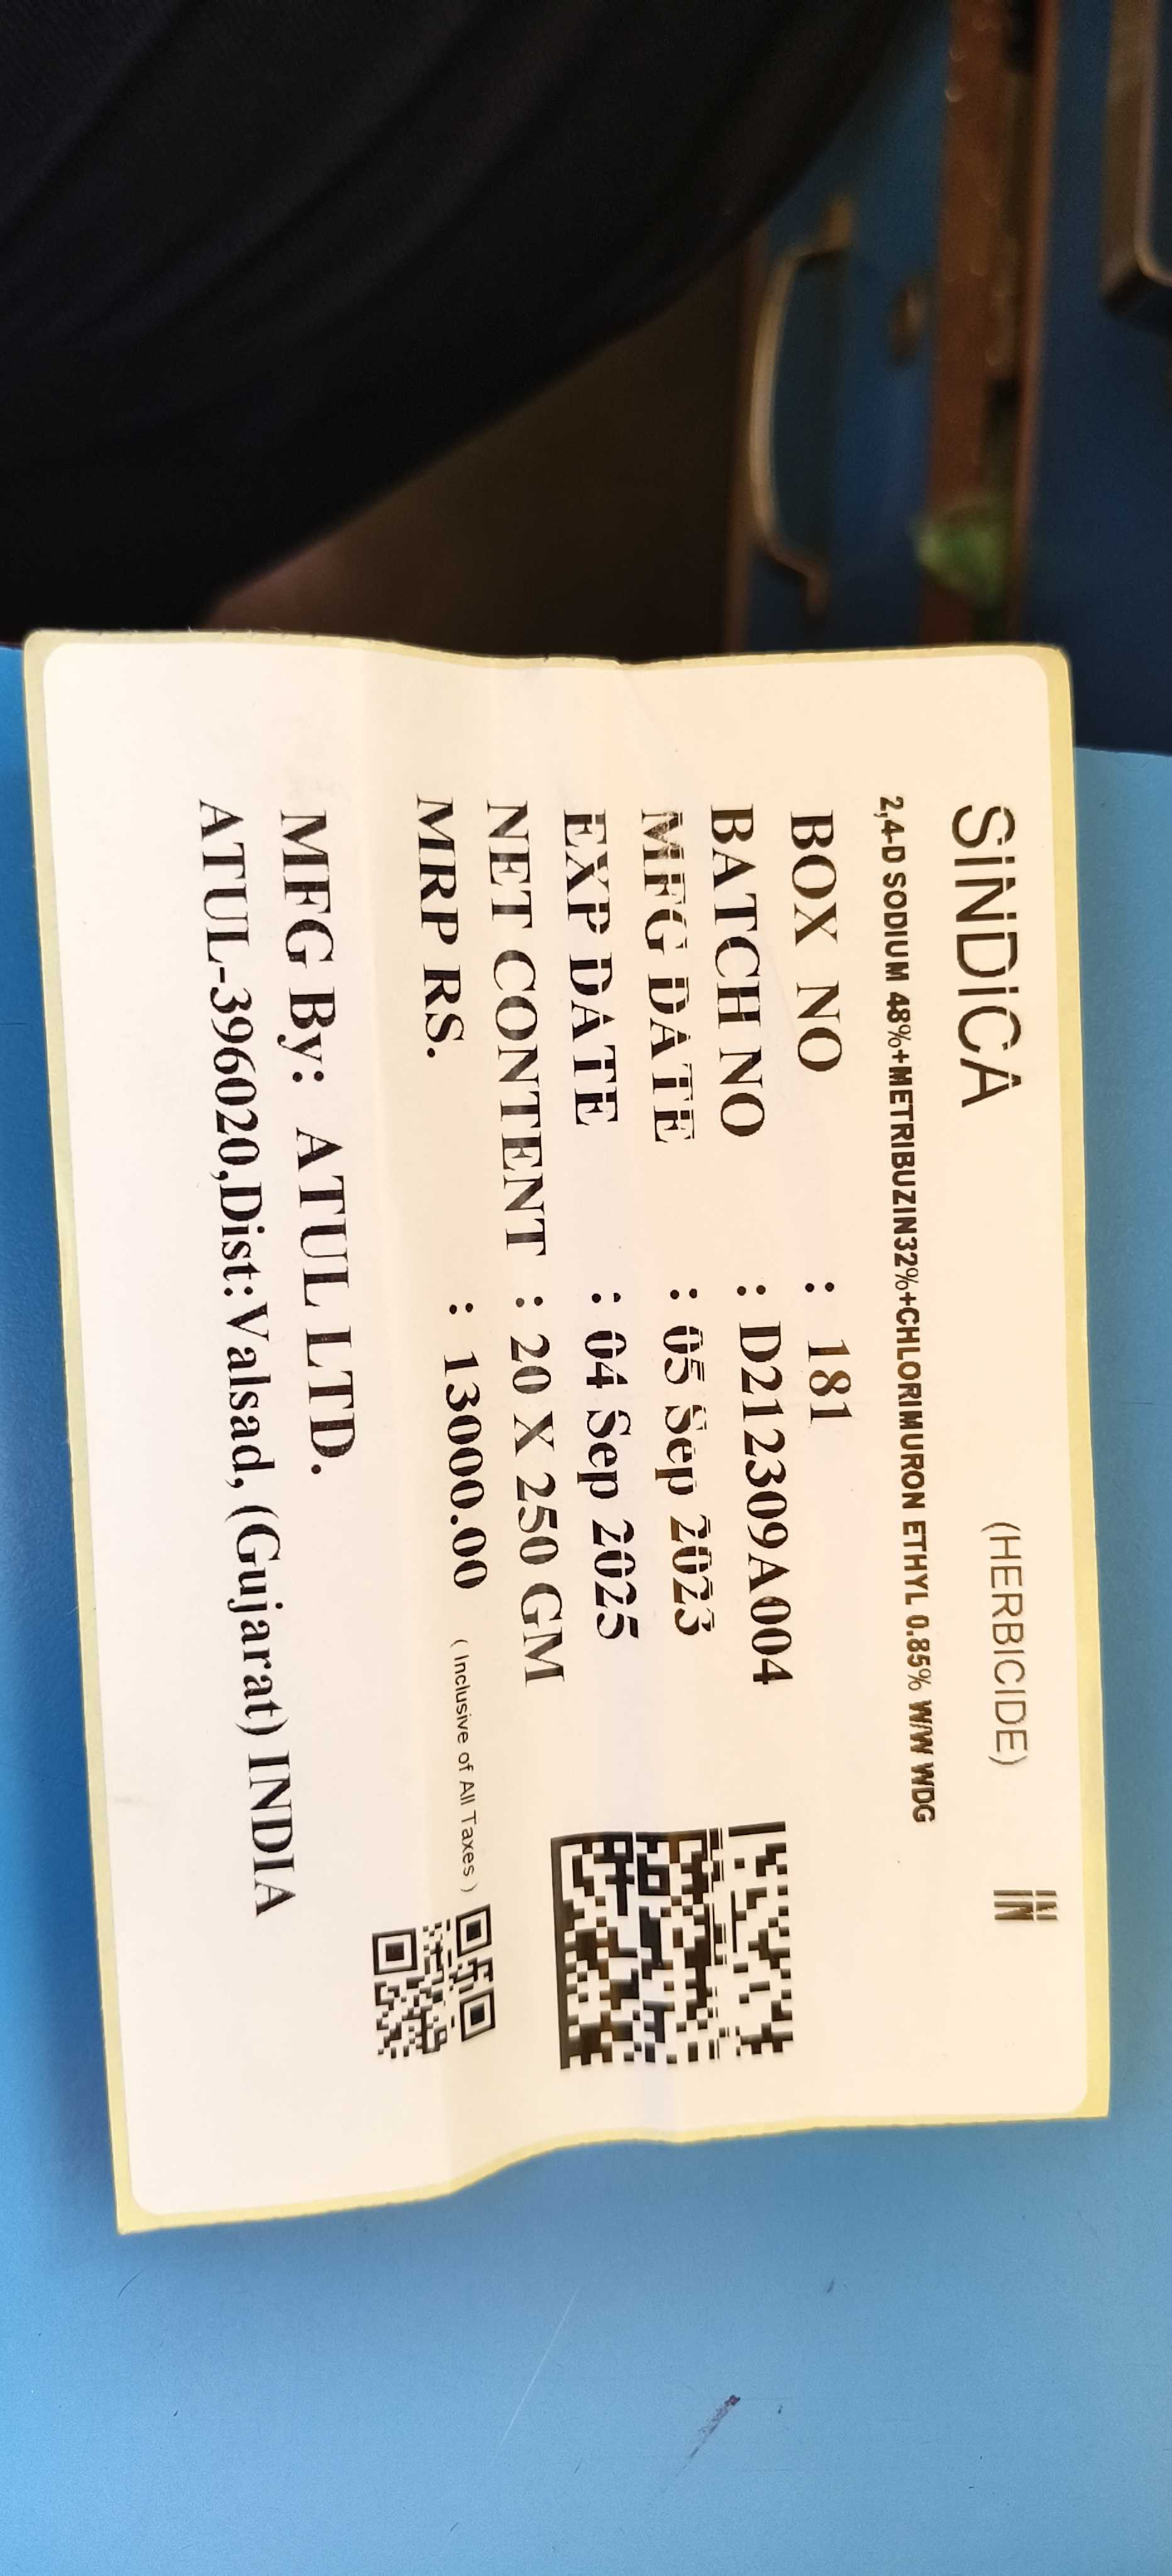 SiNDiCA (HERBICIDE) IN
2,4-D SODIUM 48%+METRIBUZIN32%+CHLORIMURON ETHYL 0.85% W/W WDG
BOX NO : 181
BATCH NO : D212309A004
MFG DATE : 05 Sep 2023
EXP DATE : 04 Sep 2025
NET CONTENT : 20 X 250 GM
MRP RS. : 13000.00 ( Inclusive of All Taxes )
MFG By: ATUL LTD.
ATUL-396020,Dist:Valsad, (Gujarat) INDIA